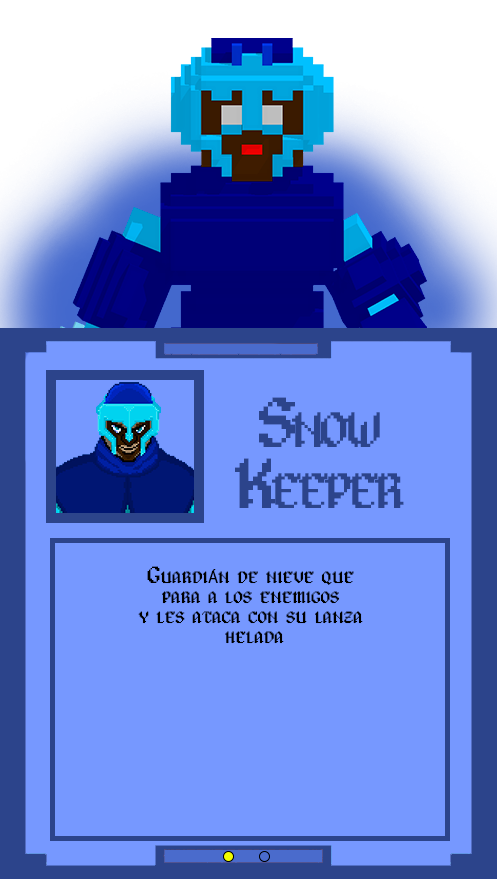 Snow
Keeper
Guardián de nieve que
para a los enemigos
y les ataca con su lanza
helada